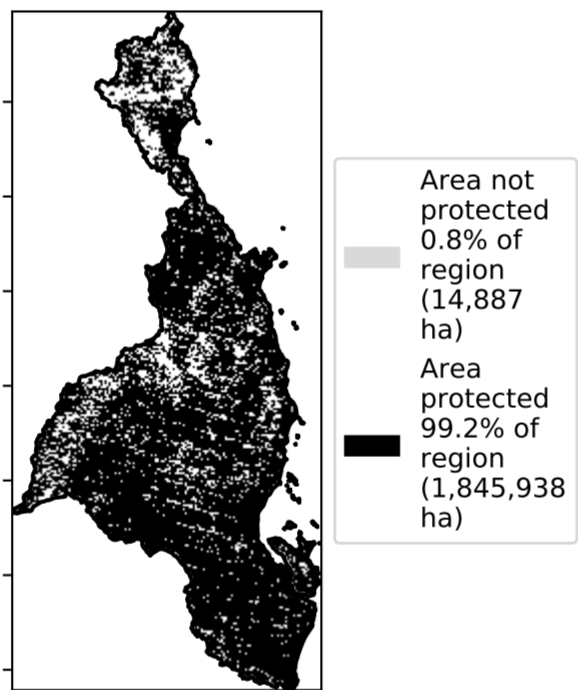 Area not
protected
0.8% of
region
(14,887
ha)
Area
protected
99.2% of
region
(1,845,938
ha)